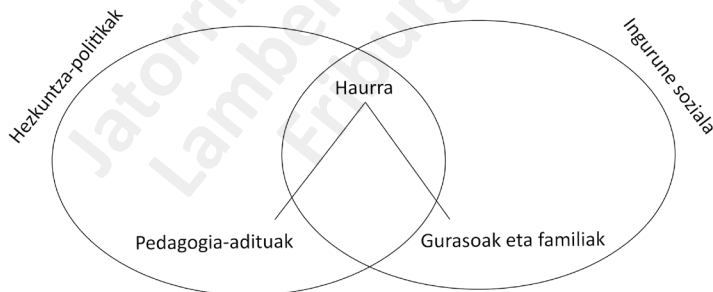 Hezkuntza-politikak
Ingurune soziala
Haurra
Pedagogia-adituak
Gurasoak eta familiak